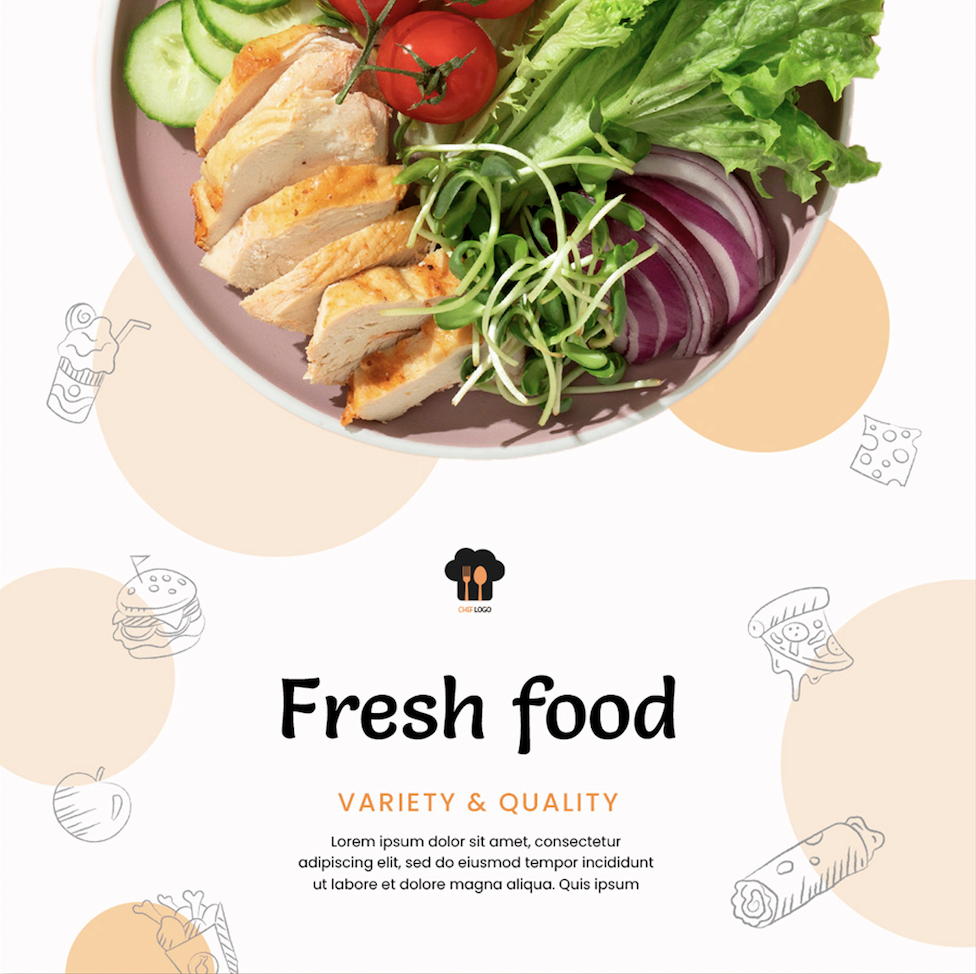 CHEF LOGO
Fresh food
VARIETY & QUALITY
Lorem ipsum dolor sit amet, consectetur
adipiscing elit, sed do eiusmod tempor incididunt
ut labore et dolore magna aliqua. Quis ipsum